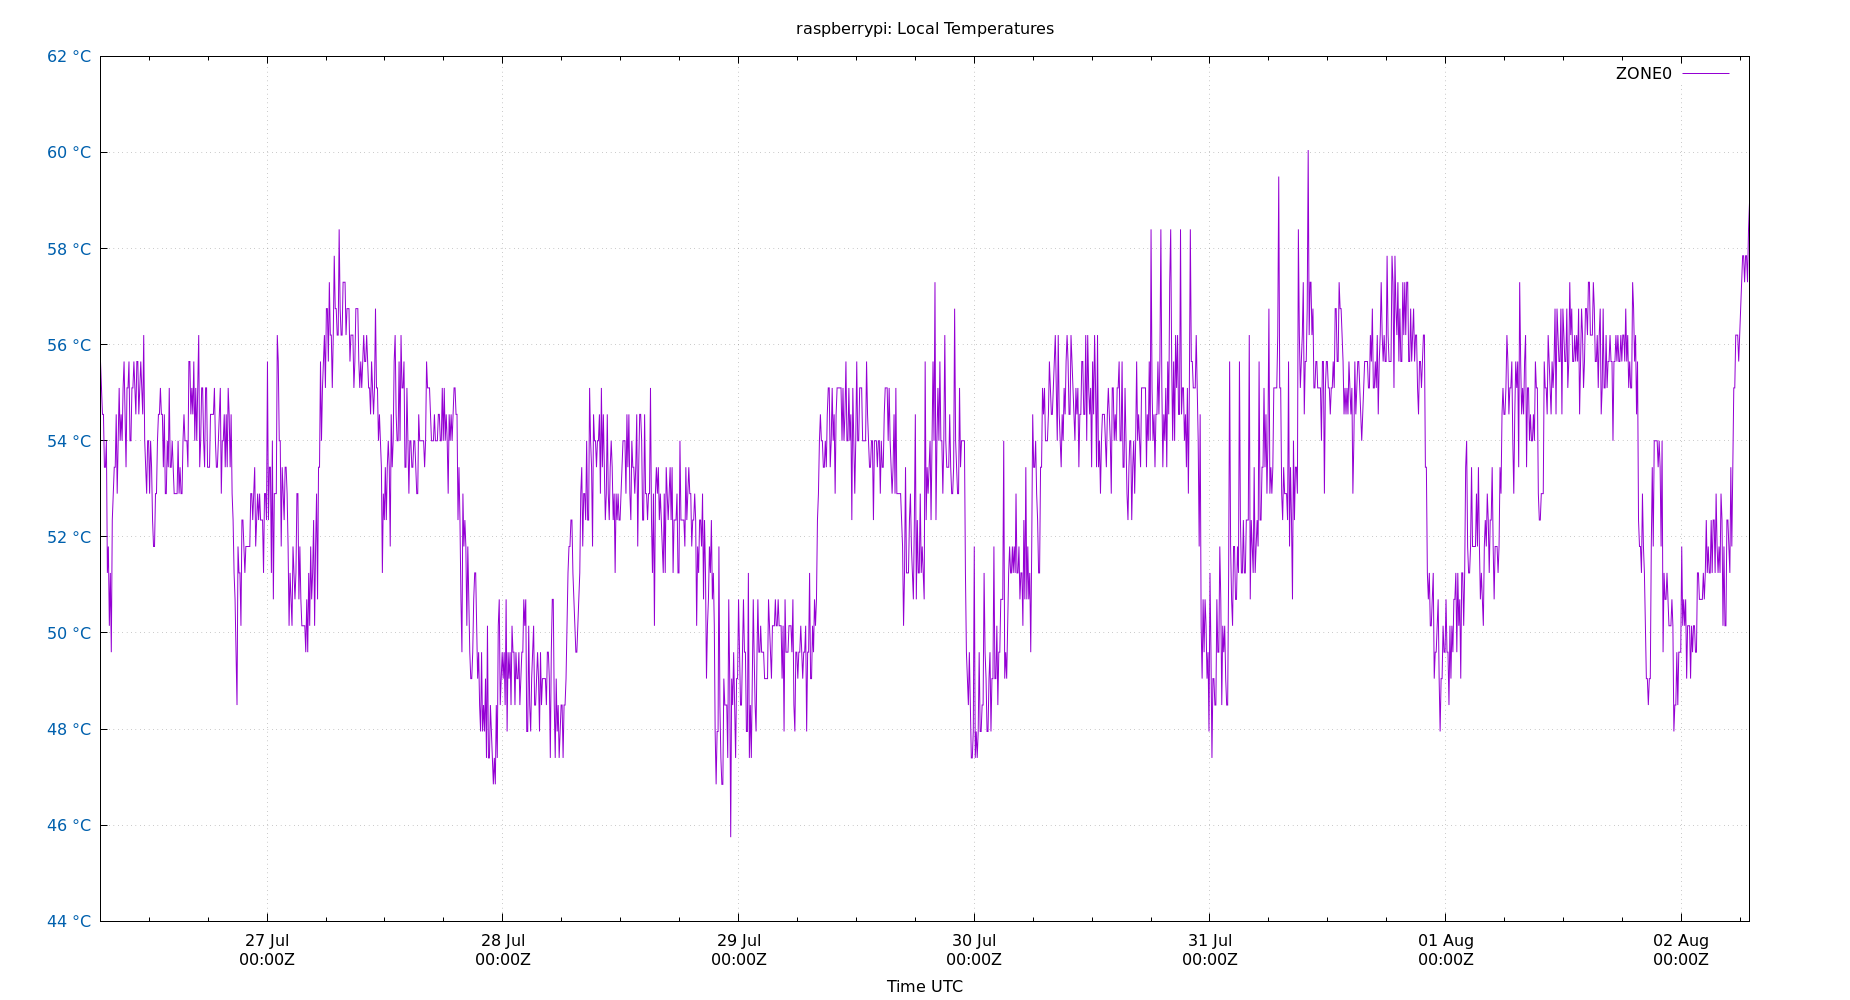 raspberrypi: Local Temperatures
62 °C
ZONE0
60 °C
58 °C
56 °C
54 °C
52 °C
50 °C
48 °C
46 °C
44 °C
27 Jul 28 Jul 29 Jul 30 Jul 31 Jul 01 Aug 02 Aug
00:00Z 00:00Z 00:00Z 00:00Z 00:00Z 00:00Z 00:00Z
Time UTC